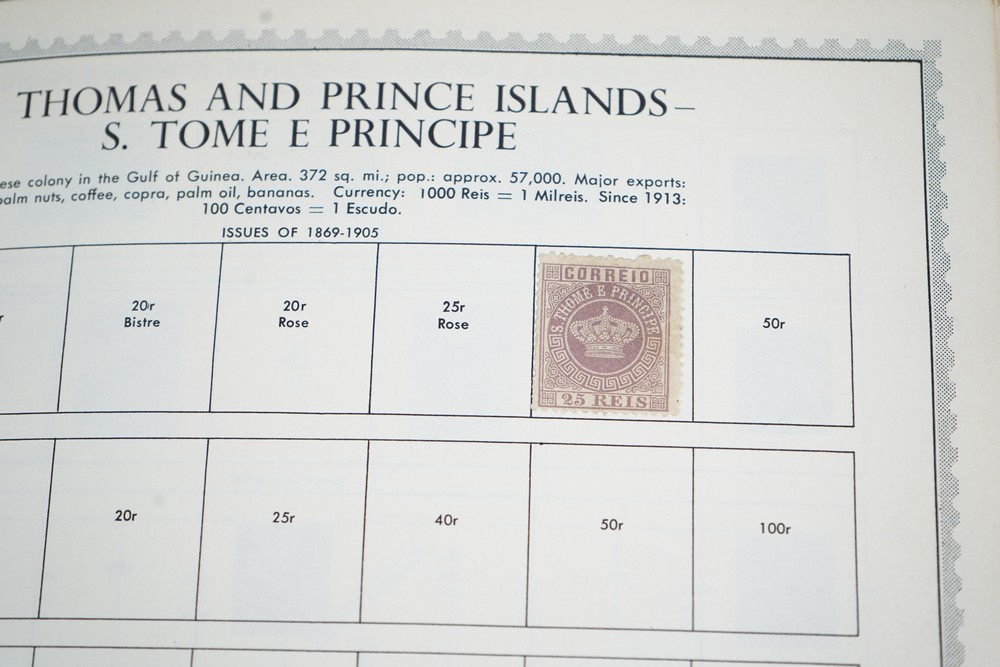 THOMAS AND PRINCE ISLANDS–
S. TOME E PRINCIPE
colony in the Gulf of Guinea. Area. 372 sq. mi.; pop.: approx. 57,000. Major exports:
palm nuts, coffee, copra, palm oil, bananas. Currency: 1000 Reis = 1 Milreis. Since 1913:
100 Centavos = 1 Escudo.
ISSUES OF 1869-1905
20r
Bistre
20r
Rose
25r
Rose
CORREIO
S. THOME E PRINCIPE
25 REIS
50r
20r
25r
40r
50r
100r